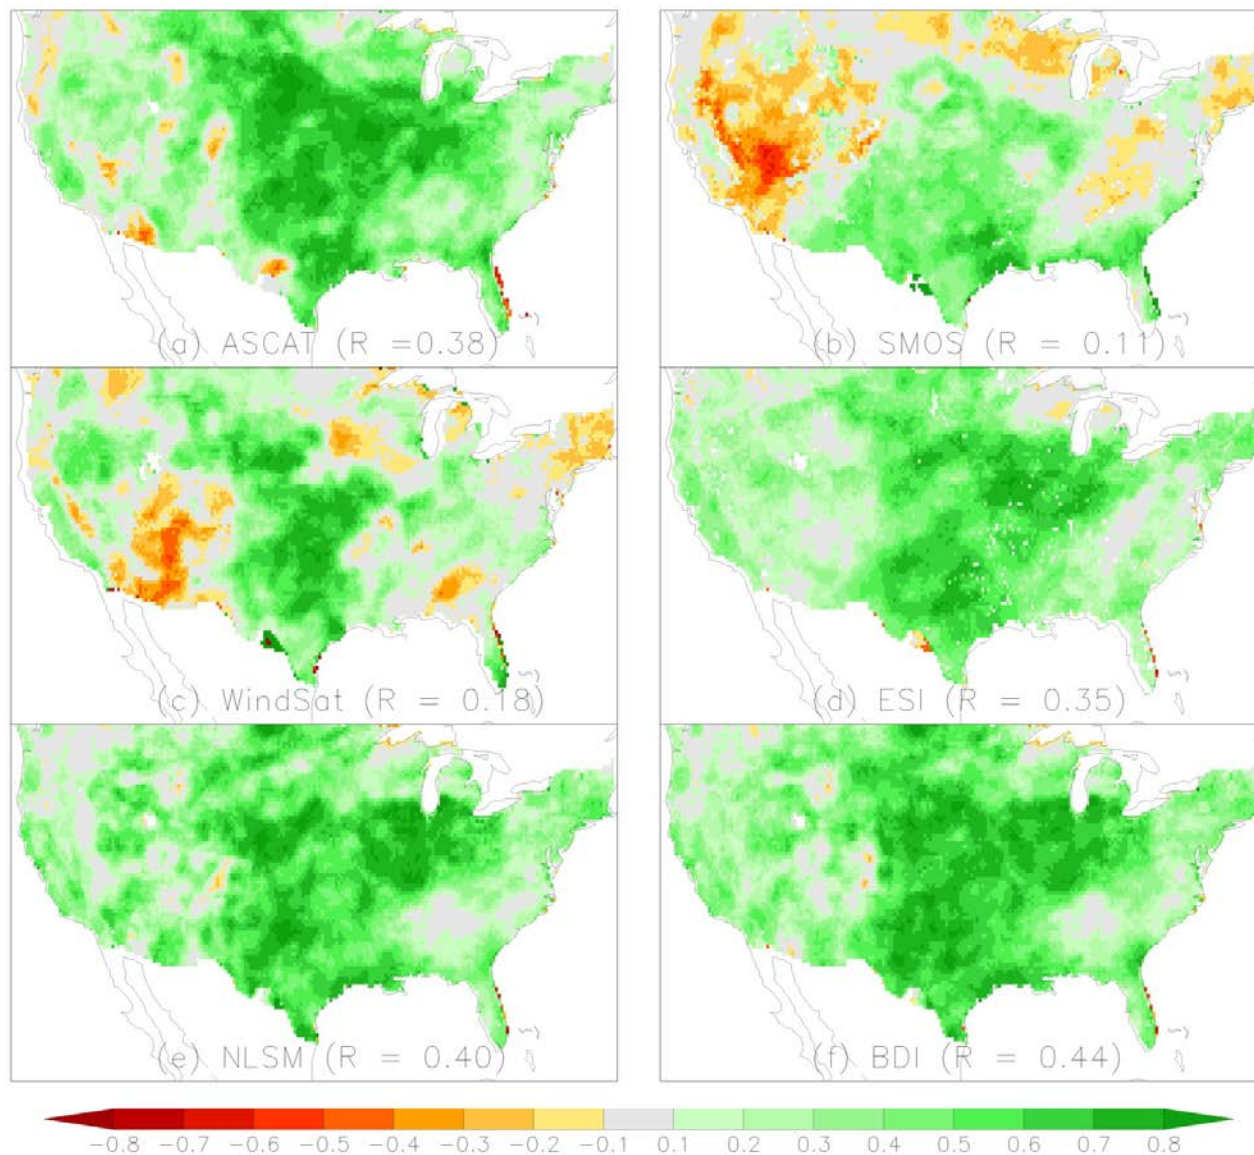 (a) ASCAT (R =0.38)
(b) SMOS (R = 0.11)
(c) WindSat (R = 0.18)
(d) ESI (R = 0.35)
(e) NLSM (R = 0.40)
(f) BDI (R = 0.44)
-0.8 -0.7 -0.6 -0.5 -0.4 -0.3 -0.2 -0.1 0.1 0.2 0.3 0.4 0.5 0.6 0.7 0.8